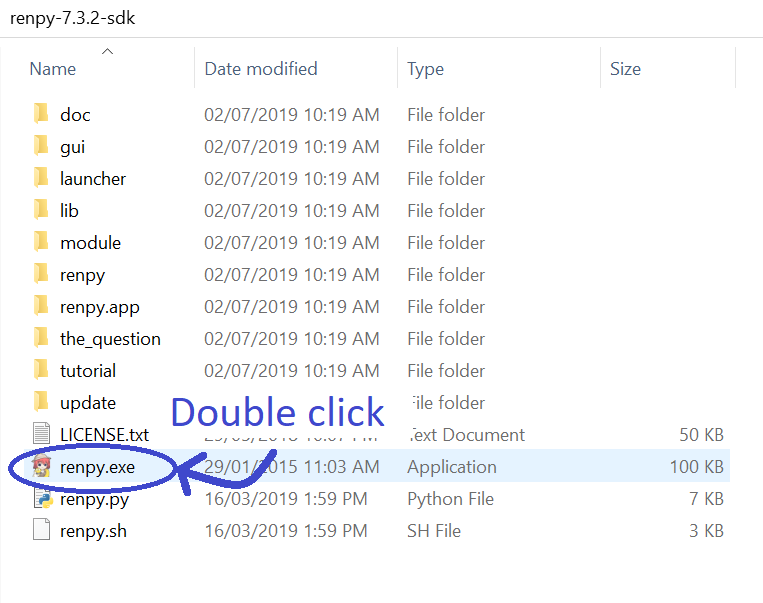 renpy-7.3.2-sdk
Name Date modified Type Size
doc 02/07/2019 10:19 AM File folder
gui 02/07/2019 10:19 AM File folder
launcher 02/07/2019 10:19 AM File folder
lib 02/07/2019 10:19 AM File folder
module 02/07/2019 10:19 AM File folder
renpy 02/07/2019 10:19 AM File folder
renpy.app 02/07/2019 10:19 AM File folder
the_question 02/07/2019 10:19 AM File folder
tutorial 02/07/2019 10:19 AM File folder
update File folder
Double click
LICENSE.txt Text Document 50 KB
renpy.exe 29/01/2015 11:03 AM Application 100 KB
renpy.py 16/03/2019 1:59 PM Python File 7 KB
renpy.sh 16/03/2019 1:59 PM SH File 3 KB